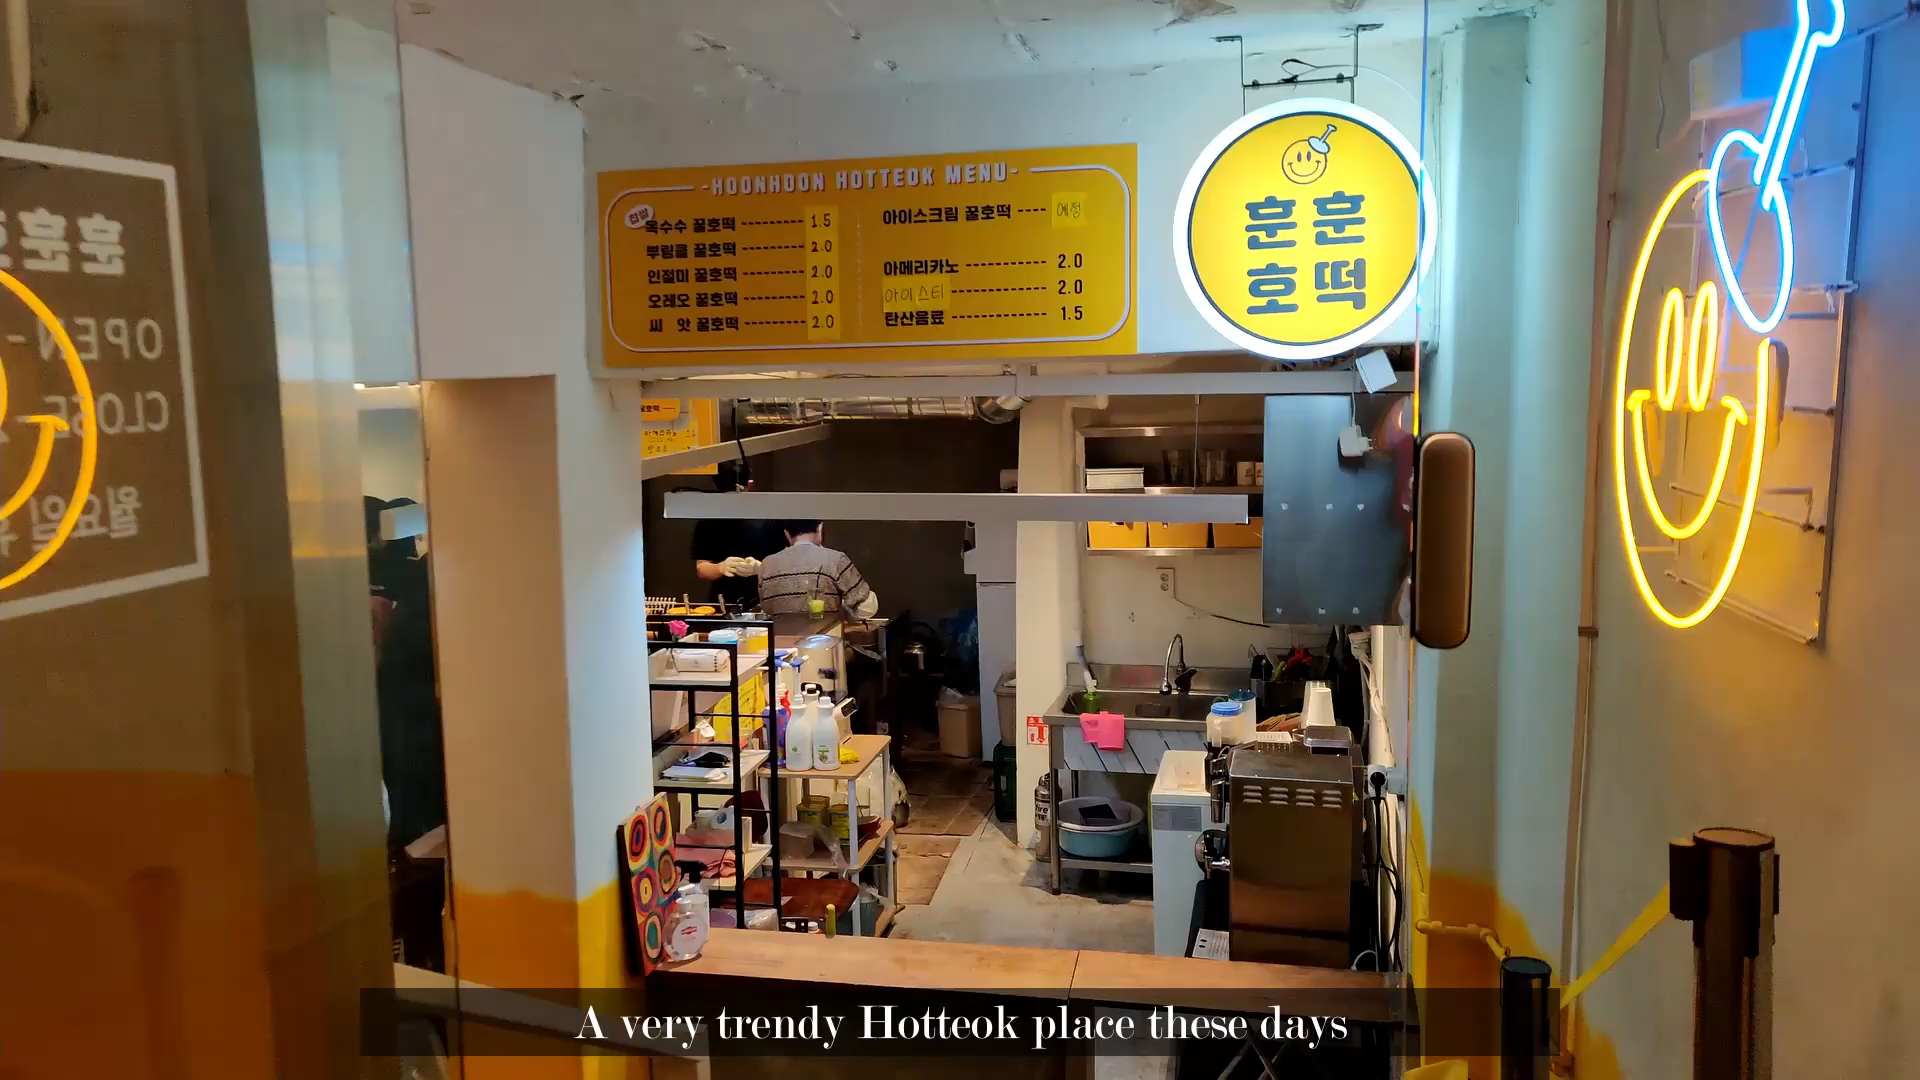 -HOONHOON HOTTEOK MENU-
찹쌀
옥수수 꿀호떡 ---------- 1.5
뿌링클 꿀호떡 ---------- 2.0
인절미 꿀호떡 ---------- 2.0
오레오 꿀호떡 ---------- 2.0
씨 앗 꿀호떡 ---------- 2.0
아이스크림 꿀호떡 ---- 예정
아메리카노 ------------ 2.0
아이스티 -------------- 2.0
탄산음료 -------------- 1.5
훈훈
호떡
훈훈
OPEN -
CLOSE -
월요일
A very trendy Hotteok place these days